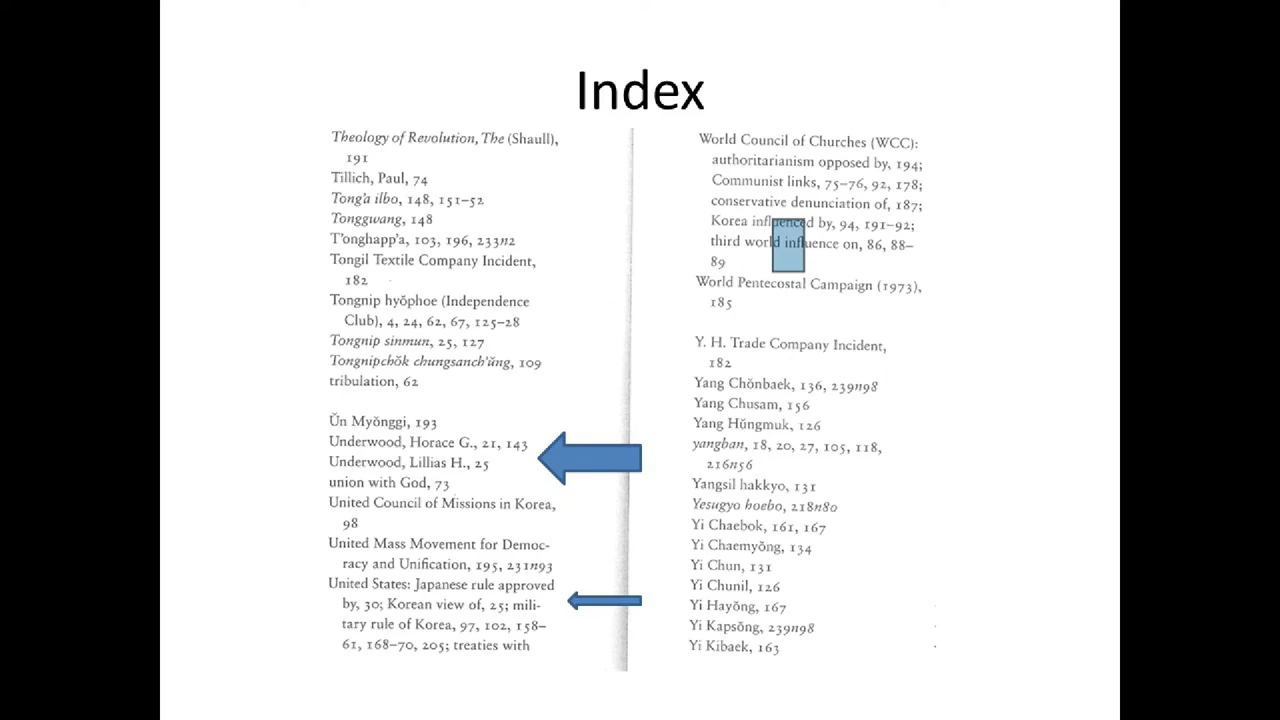 Index
Theology of Revolution, The (Shaull),
191
Tillich, Paul, 74
Tong'a ilbo, 148, 151–52
Tonggwang, 148
T'onghapp'a, 103, 196, 233n2
Tongil Textile Company Incident,
182
Tongnip hyŏphoe (Independence
Club), 4, 24, 62, 67, 125–28
Tongnip sinmun, 25, 127
Tongnipchŏk chungsanch'ŭng, 109
tribulation, 62
Ŭn Myŏnggi, 193
Underwood, Horace G., 21, 143
Underwood, Lillias H., 25
union with God, 73
United Council of Missions in Korea,
98
United Mass Movement for Democ-
racy and Unification, 195, 231n93
United States: Japanese rule approved
by, 30; Korean view of, 25; mili-
tary rule of Korea, 97, 102, 158–
61, 168–70, 205; treaties with
World Council of Churches (WCC):
authoritarianism opposed by, 194;
Communist links, 75–76, 92, 178;
conservative denunciation of, 187;
Korea influenced by, 94, 191–92;
third world influence on, 86, 88–
89
World Pentecostal Campaign (1973),
185
Y. H. Trade Company Incident,
182
Yang Chŏnbaek, 136, 239n98
Yang Chusam, 156
Yang Hŭngmuk, 126
yangban, 18, 20, 27, 105, 118,
216n56
Yangsil hakkyo, 131
Yesugyo hoebo, 218n80
Yi Chaebok, 161, 167
Yi Chaemyŏng, 134
Yi Chun, 131
Yi Chunil, 126
Yi Hayŏng, 167
Yi Kapsŏng, 239n98
Yi Kibaek, 163